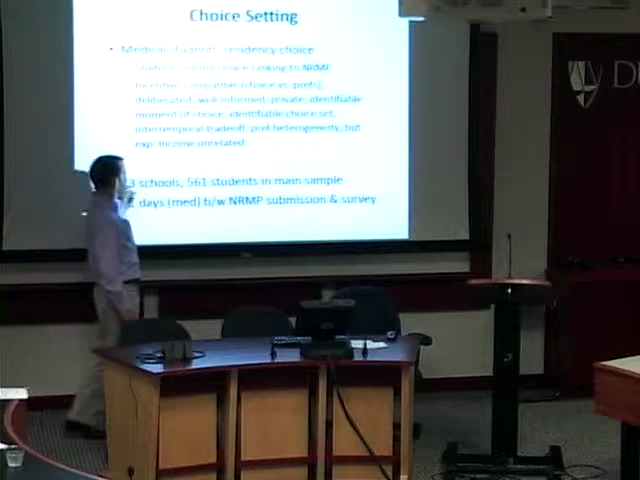 Choice Setting
• Medical students' residency choice
Students submit choice ranking to NRMP
Incentive compatible (choice vs. prefs),
deliberated, well-informed, private, identifiable
moment of choice, identifiable choice set,
intertemporal tradeoff, pref heterogeneity, but
exp. income unrelated
3 schools, 561 students in main sample
days (med) b/w NRMP submission & survey
DU